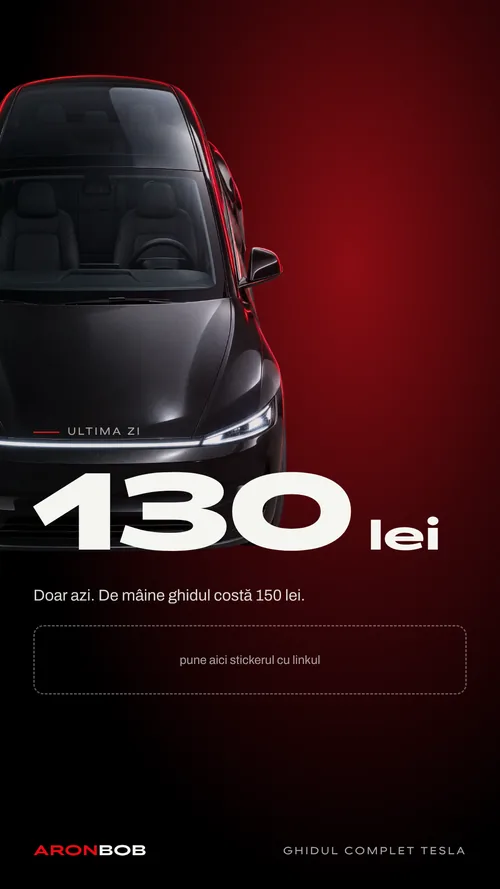 ULTIMA ZI
130 lei
Doar azi. De mâine ghidul costă 150 lei.
pune aici stickerul cu linkul
ARONBOB
GHIDUL COMPLET TESLA